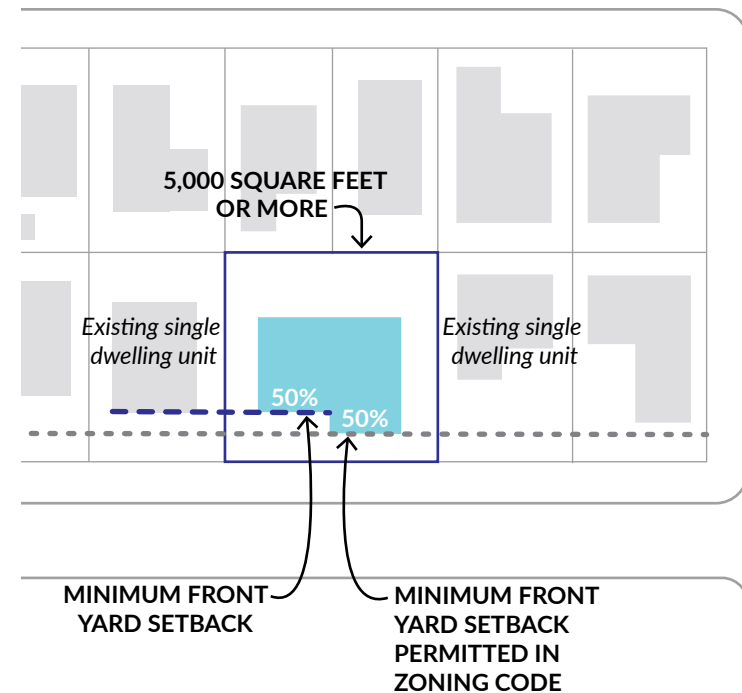 5,000 SQUARE FEET
OR MORE
Existing single
dwelling unit
Existing single
dwelling unit
50%
50%
MINIMUM FRONT
YARD SETBACK
MINIMUM FRONT
YARD SETBACK
PERMITTED IN
ZONING CODE